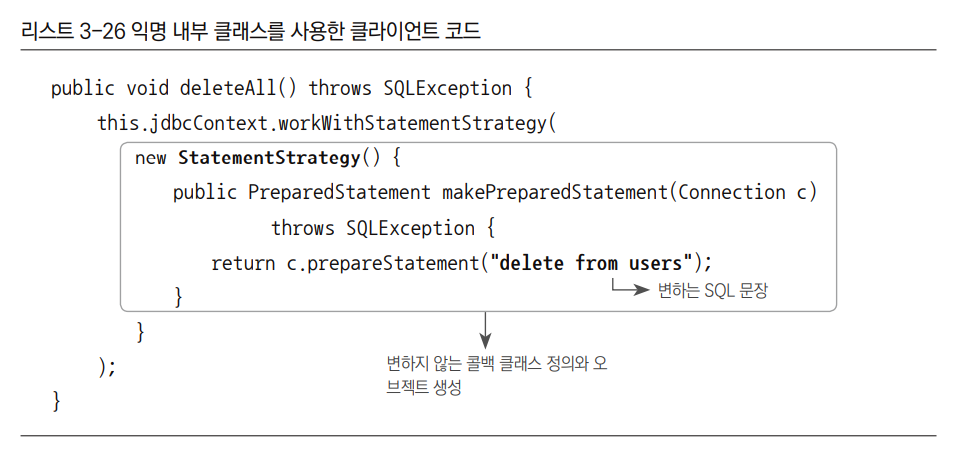 리스트 3-26 익명 내부 클래스를 사용한 클라이언트 코드
public void deleteAll() throws SQLException {
this.jdbcContext.workWithStatementStrategy(
new StatementStrategy() {
public PreparedStatement makePreparedStatement(Connection c)
throws SQLException {
return c.prepareStatement("delete from users");
변하는 SQL 문장
}
}
변하지 않는 콜백 클래스 정의와 오
브젝트 생성
);
}